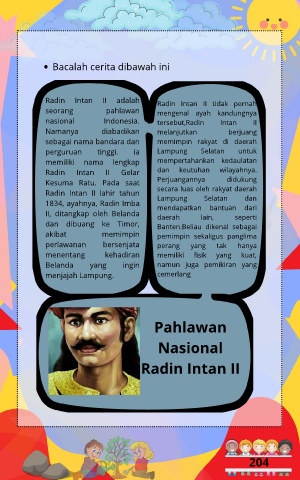 • Bacalah cerita dibawah ini
Radin Intan II adalah
seorang pahlawan
nasional Indonesia.
Namanya diabadikan
sebagai nama bandara dan
perguruan tinggi. Ia
memiliki nama lengkap
Radin Intan II Gelar
Kesuma Ratu. Pada saat
Radin Intan II lahir tahun
1834, ayahnya, Radin Imba
II, ditangkap oleh Belanda
dan dibuang ke Timor,
akibat memimpin
perlawanan bersenjata
menentang kehadiran
Belanda yang ingin
menjajah Lampung.
Radin Intan II tidak pernah
mengenal ayah kandungnya
tersebut,Radin Intan II
melanjutkan berjuang
memimpin rakyat di daerah
Lampung Selatan untuk
mempertahankan kedaulatan
dan keutuhan wilayahnya.
Perjuangannya didukung
secara luas oleh rakyat daerah
Lampung Selatan dan
mendapatkan bantuan dari
daerah lain, seperti
Banten.Beliau dikenal sebagai
pemimpin sekaligus panglima
perang yang tak hanya
memiliki fisik yang kuat,
namun juga pemikiran yang
cemerlang
Pahlawan
Nasional
Radin Intan II
204